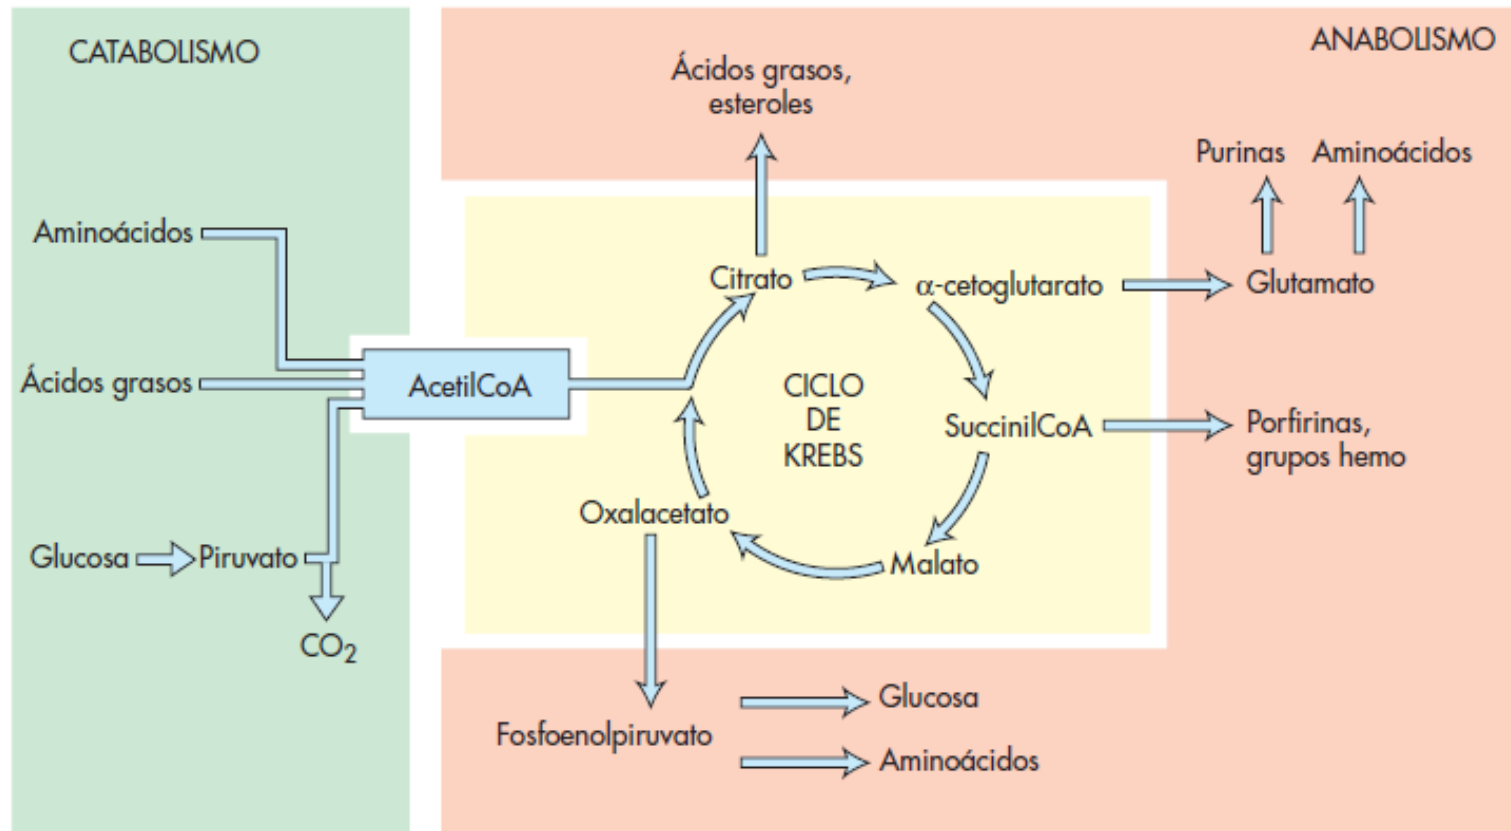 CATABOLISMO
ANABOLISMO
Ácidos grasos,
esteroles
Purinas
Aminoácidos
Aminoácidos
Citrato
α-cetoglutarato
Glutamato
Ácidos grasos
AcetilCoA
CICLO
DE
KREBS
SuccinilCoA
Porfirinas,
grupos hemo
Oxalacetato
Glucosa
Piruvato
Malato
CO₂
Fosfoenolpiruvato
Glucosa
Aminoácidos